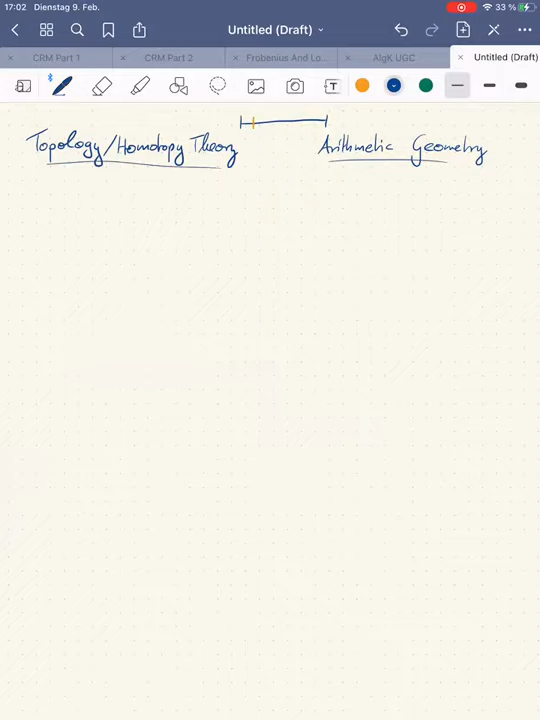 17:02 Dienstag 9. Feb. 33 %
Untitled (Draft)
CRM Part 1 CRM Part 2 Frobenius And Lo... AlgK UGC Untitled (Draft)
T
Topology/Homotopy Theory Arithmetic Geometry